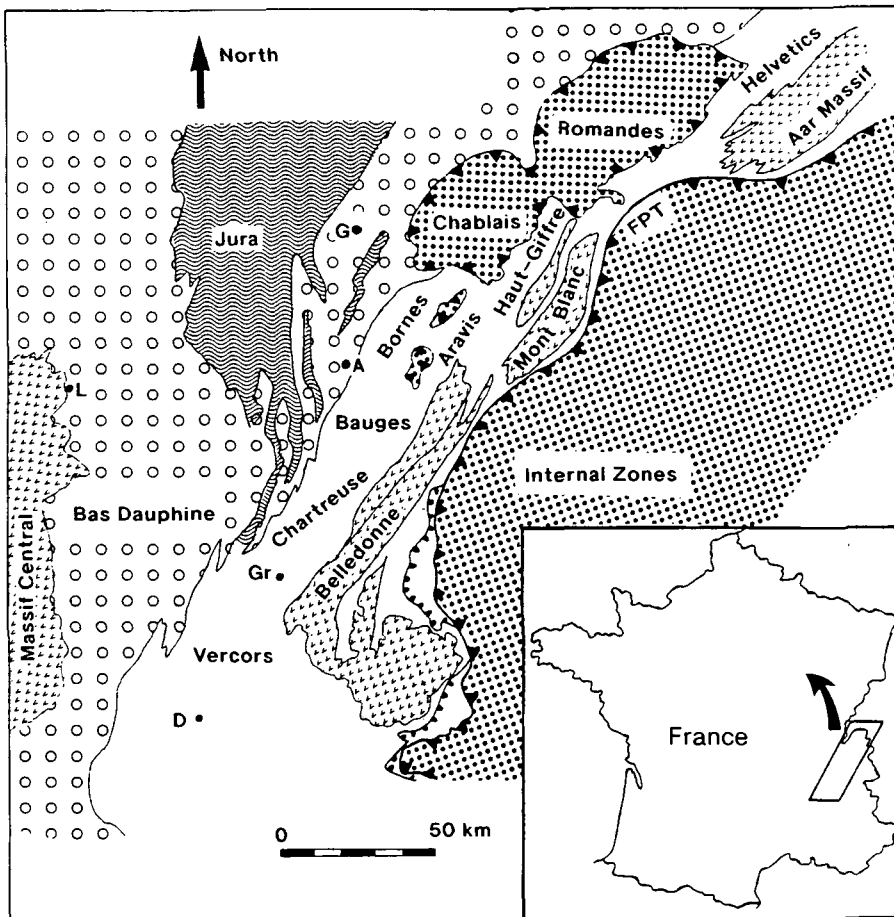 North
Helvetics
Aar Massif
Romandes
Chablais
G
Jura
FPT
Haut Giffre
Mont Blanc
Bornes
Aravis
A
L
Bauges
Internal Zones
Chartreuse
Bas Dauphine
Belledonne
Gr
Massif Central
Vercors
D
France
0 50 km